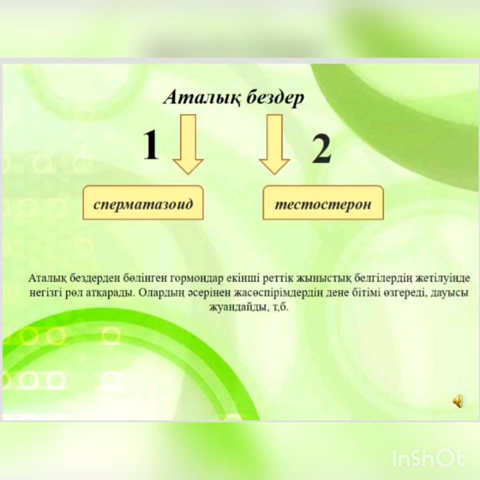 Аталық бездер
1 2
сперматазоид тестостерон
Аталық бездерден бөлінген гормондар екінші реттік жыныстық белгілердің жетілуінде
негізгі рөл атқарады. Олардың әсерінен жасөспірімдердің дене бітімі өзгереді, дауысы
жуандайды, т,б.
InShOt